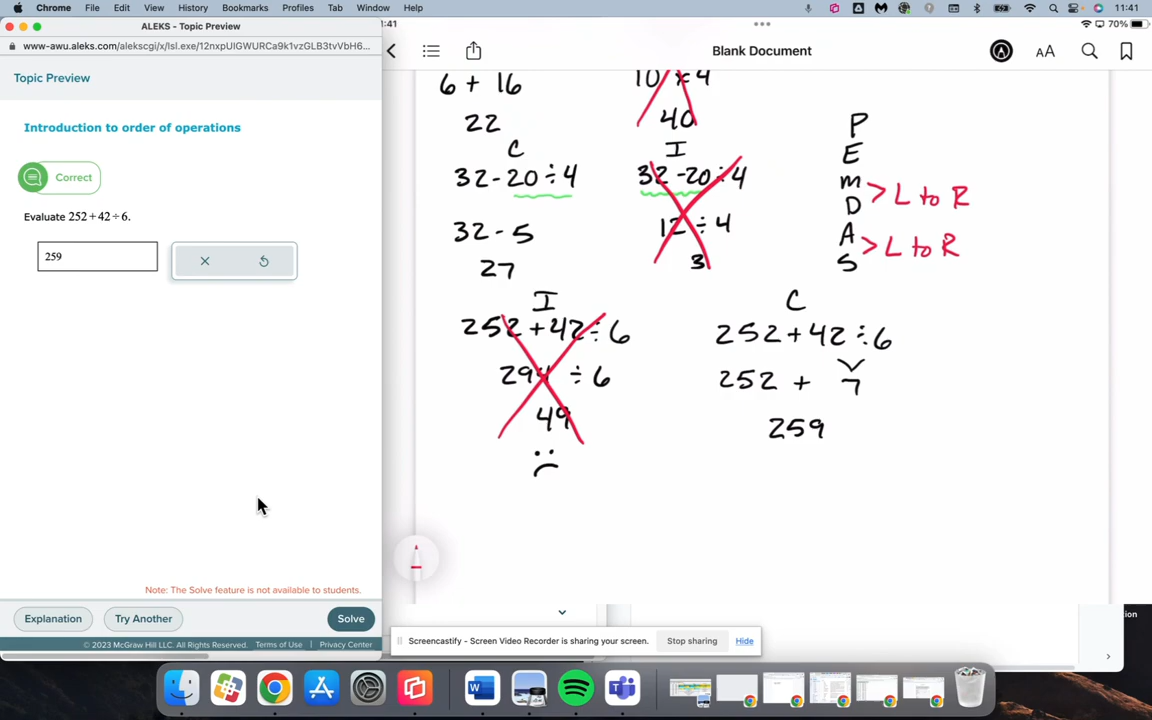 Chrome File Edit View History Bookmarks Profiles Tab Window Help 11:41
ALEKS - Topic Preview
:41 70%
www-awu.aleks.com/alekscgi/x/Isl.exe/12nxpUIGWURCa9k1vzGLB3tvVbH6...
Blank Document
AA
Topic Preview
Introduction to order of operations
Correct
Evaluate 252 + 42 ÷ 6.
259
6 + 16
22
C
32 - 20 ÷ 4
32 - 5
27
10 × 4
40
I
32 - 20 ÷ 4
12 ÷ 4
3
P
E
m
D
A
S
> L to R
> L to R
I
252 + 42 ÷ 6
294 ÷ 6
49
C
252 + 42 ÷ 6
252 + 7
259
Note: The Solve feature is not available to students.
Explanation Try Another Solve
© 2023 McGraw Hill LLC. All Rights Reserved. Terms of Use | Privacy Center
Screencastify - Screen Video Recorder is sharing your screen. Stop sharing Hide
tion